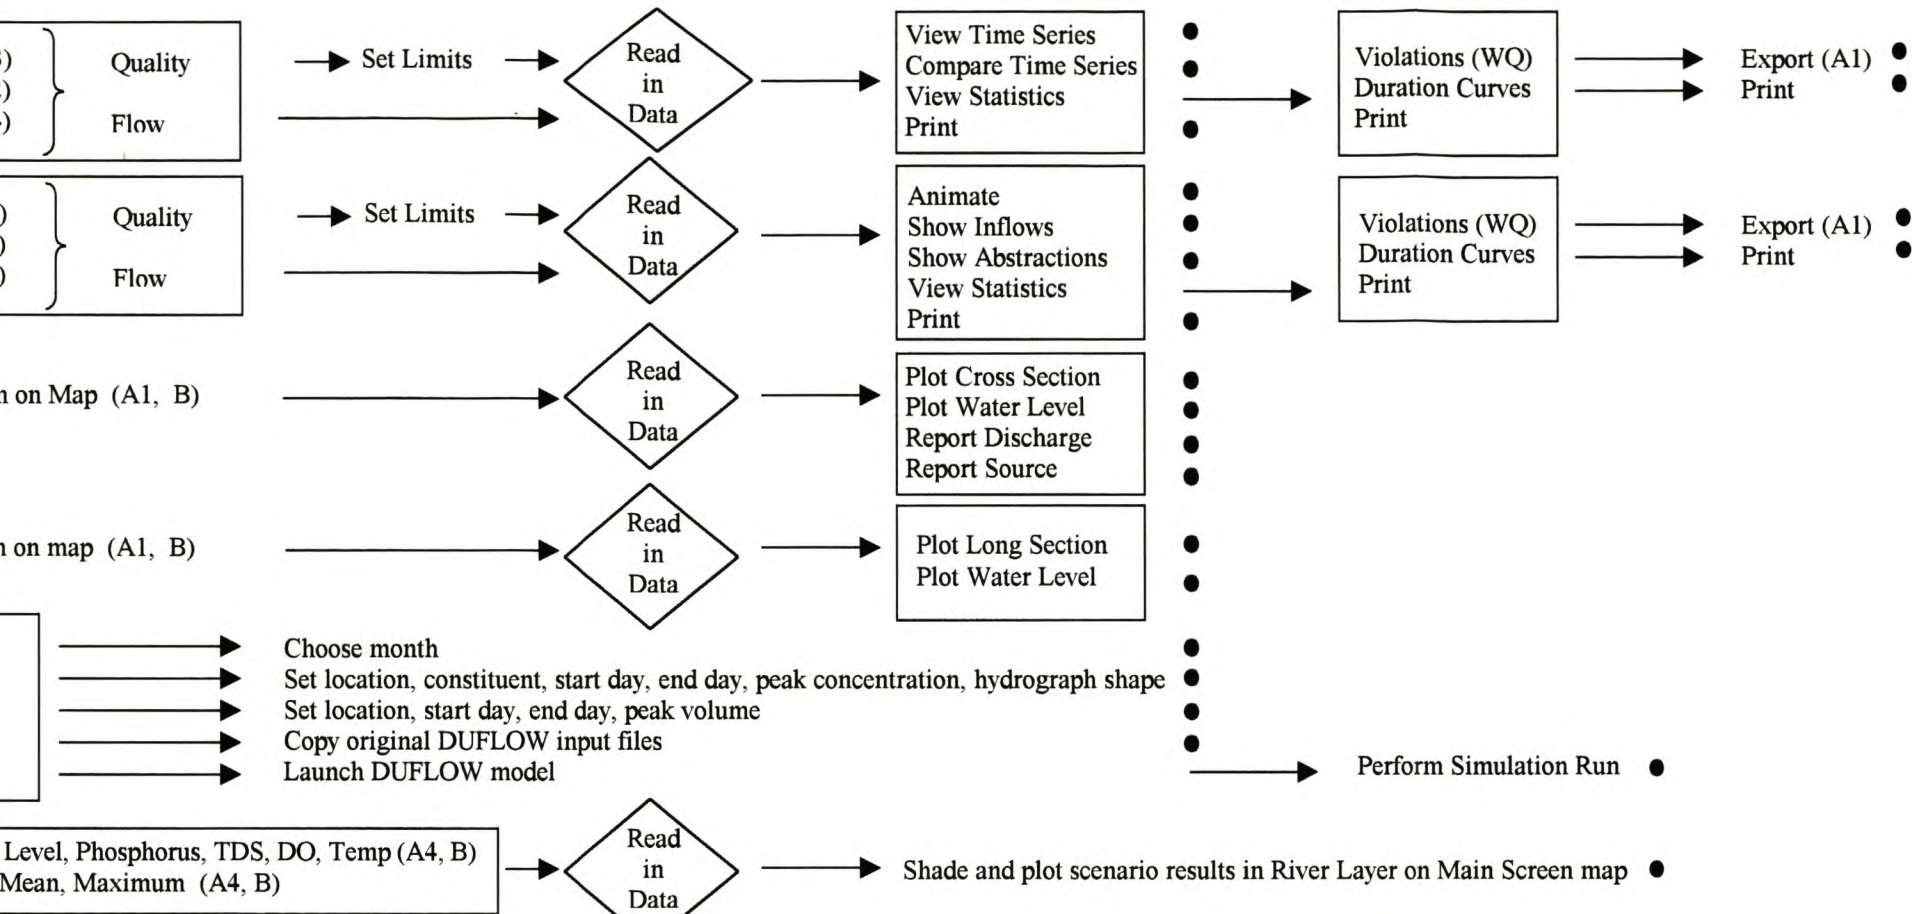 Quality
Flow
Set Limits
Read
in
Data
View Time Series
Compare Time Series
View Statistics
Print
Violations (WQ)
Duration Curves
Print
Export (A1)
Print
Quality
Flow
Set Limits
Read
in
Data
Animate
Show Inflows
Show Abstractions
View Statistics
Print
Violations (WQ)
Duration Curves
Print
Export (A1)
Print
on Map (A1, B)
Read
in
Data
Plot Cross Section
Plot Water Level
Report Discharge
Report Source
on map (A1, B)
Read
in
Data
Plot Long Section
Plot Water Level
Choose month
Set location, constituent, start day, end day, peak concentration, hydrograph shape
Set location, start day, end day, peak volume
Copy original DUFLOW input files
Launch DUFLOW model
Perform Simulation Run
Level, Phosphorus, TDS, DO, Temp (A4, B)
Mean, Maximum (A4, B)
Read
in
Data
Shade and plot scenario results in River Layer on Main Screen map